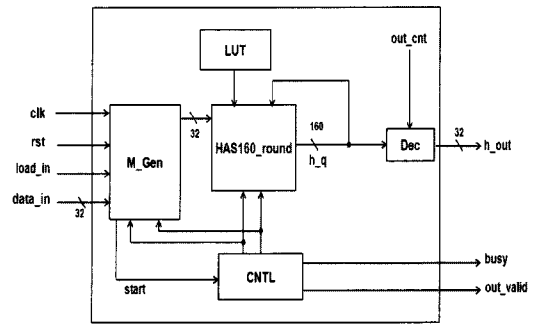 out_cnt
LUT
clk
rst
load_in
data_in
32
M_Gen
32
HAS160_round
160
h_q
Dec
32
h_out
start
CNTL
busy
out_valid